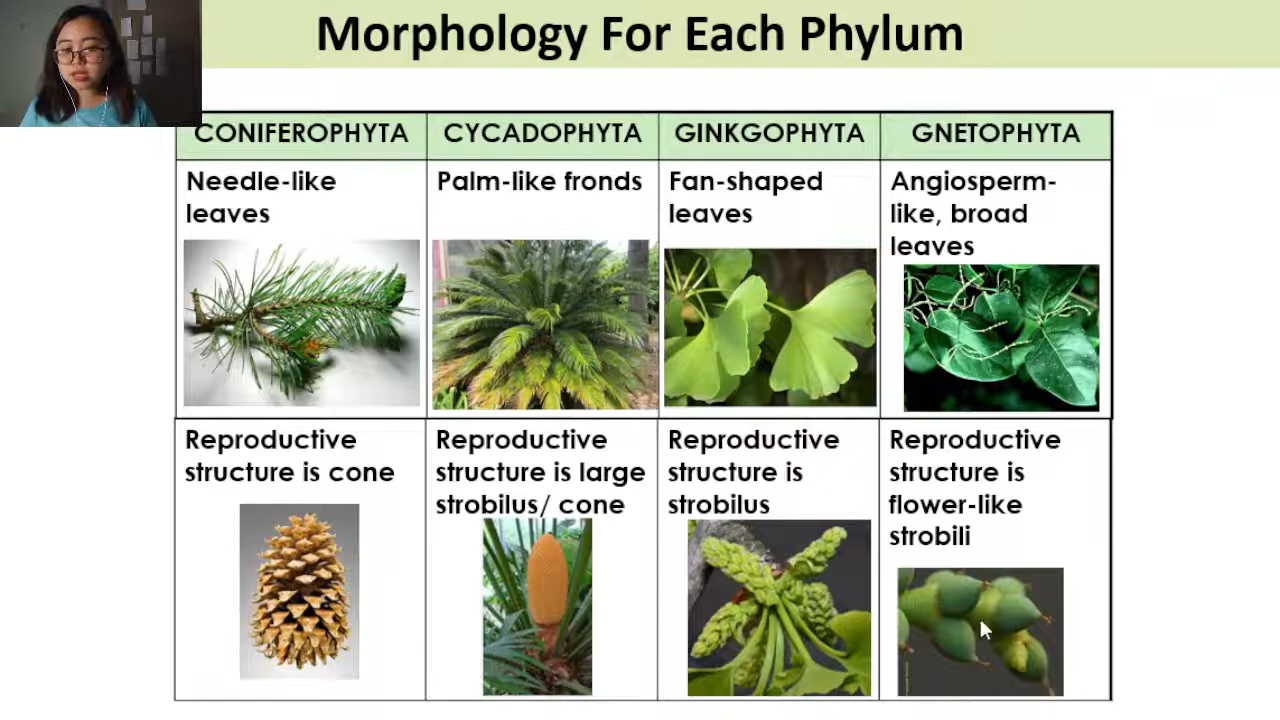 Morphology For Each Phylum
CONIFEROPHYTA
CYCADOPHYTA
GINKGOPHYTA
GNETOPHYTA
Needle-like
leaves
Palm-like fronds
Fan-shaped
leaves
Angiosperm-
like, broad
leaves
Reproductive
structure is cone
Reproductive
structure is large
strobilus/ cone
Reproductive
structure is
strobilus
Reproductive
structure is
flower-like
strobili